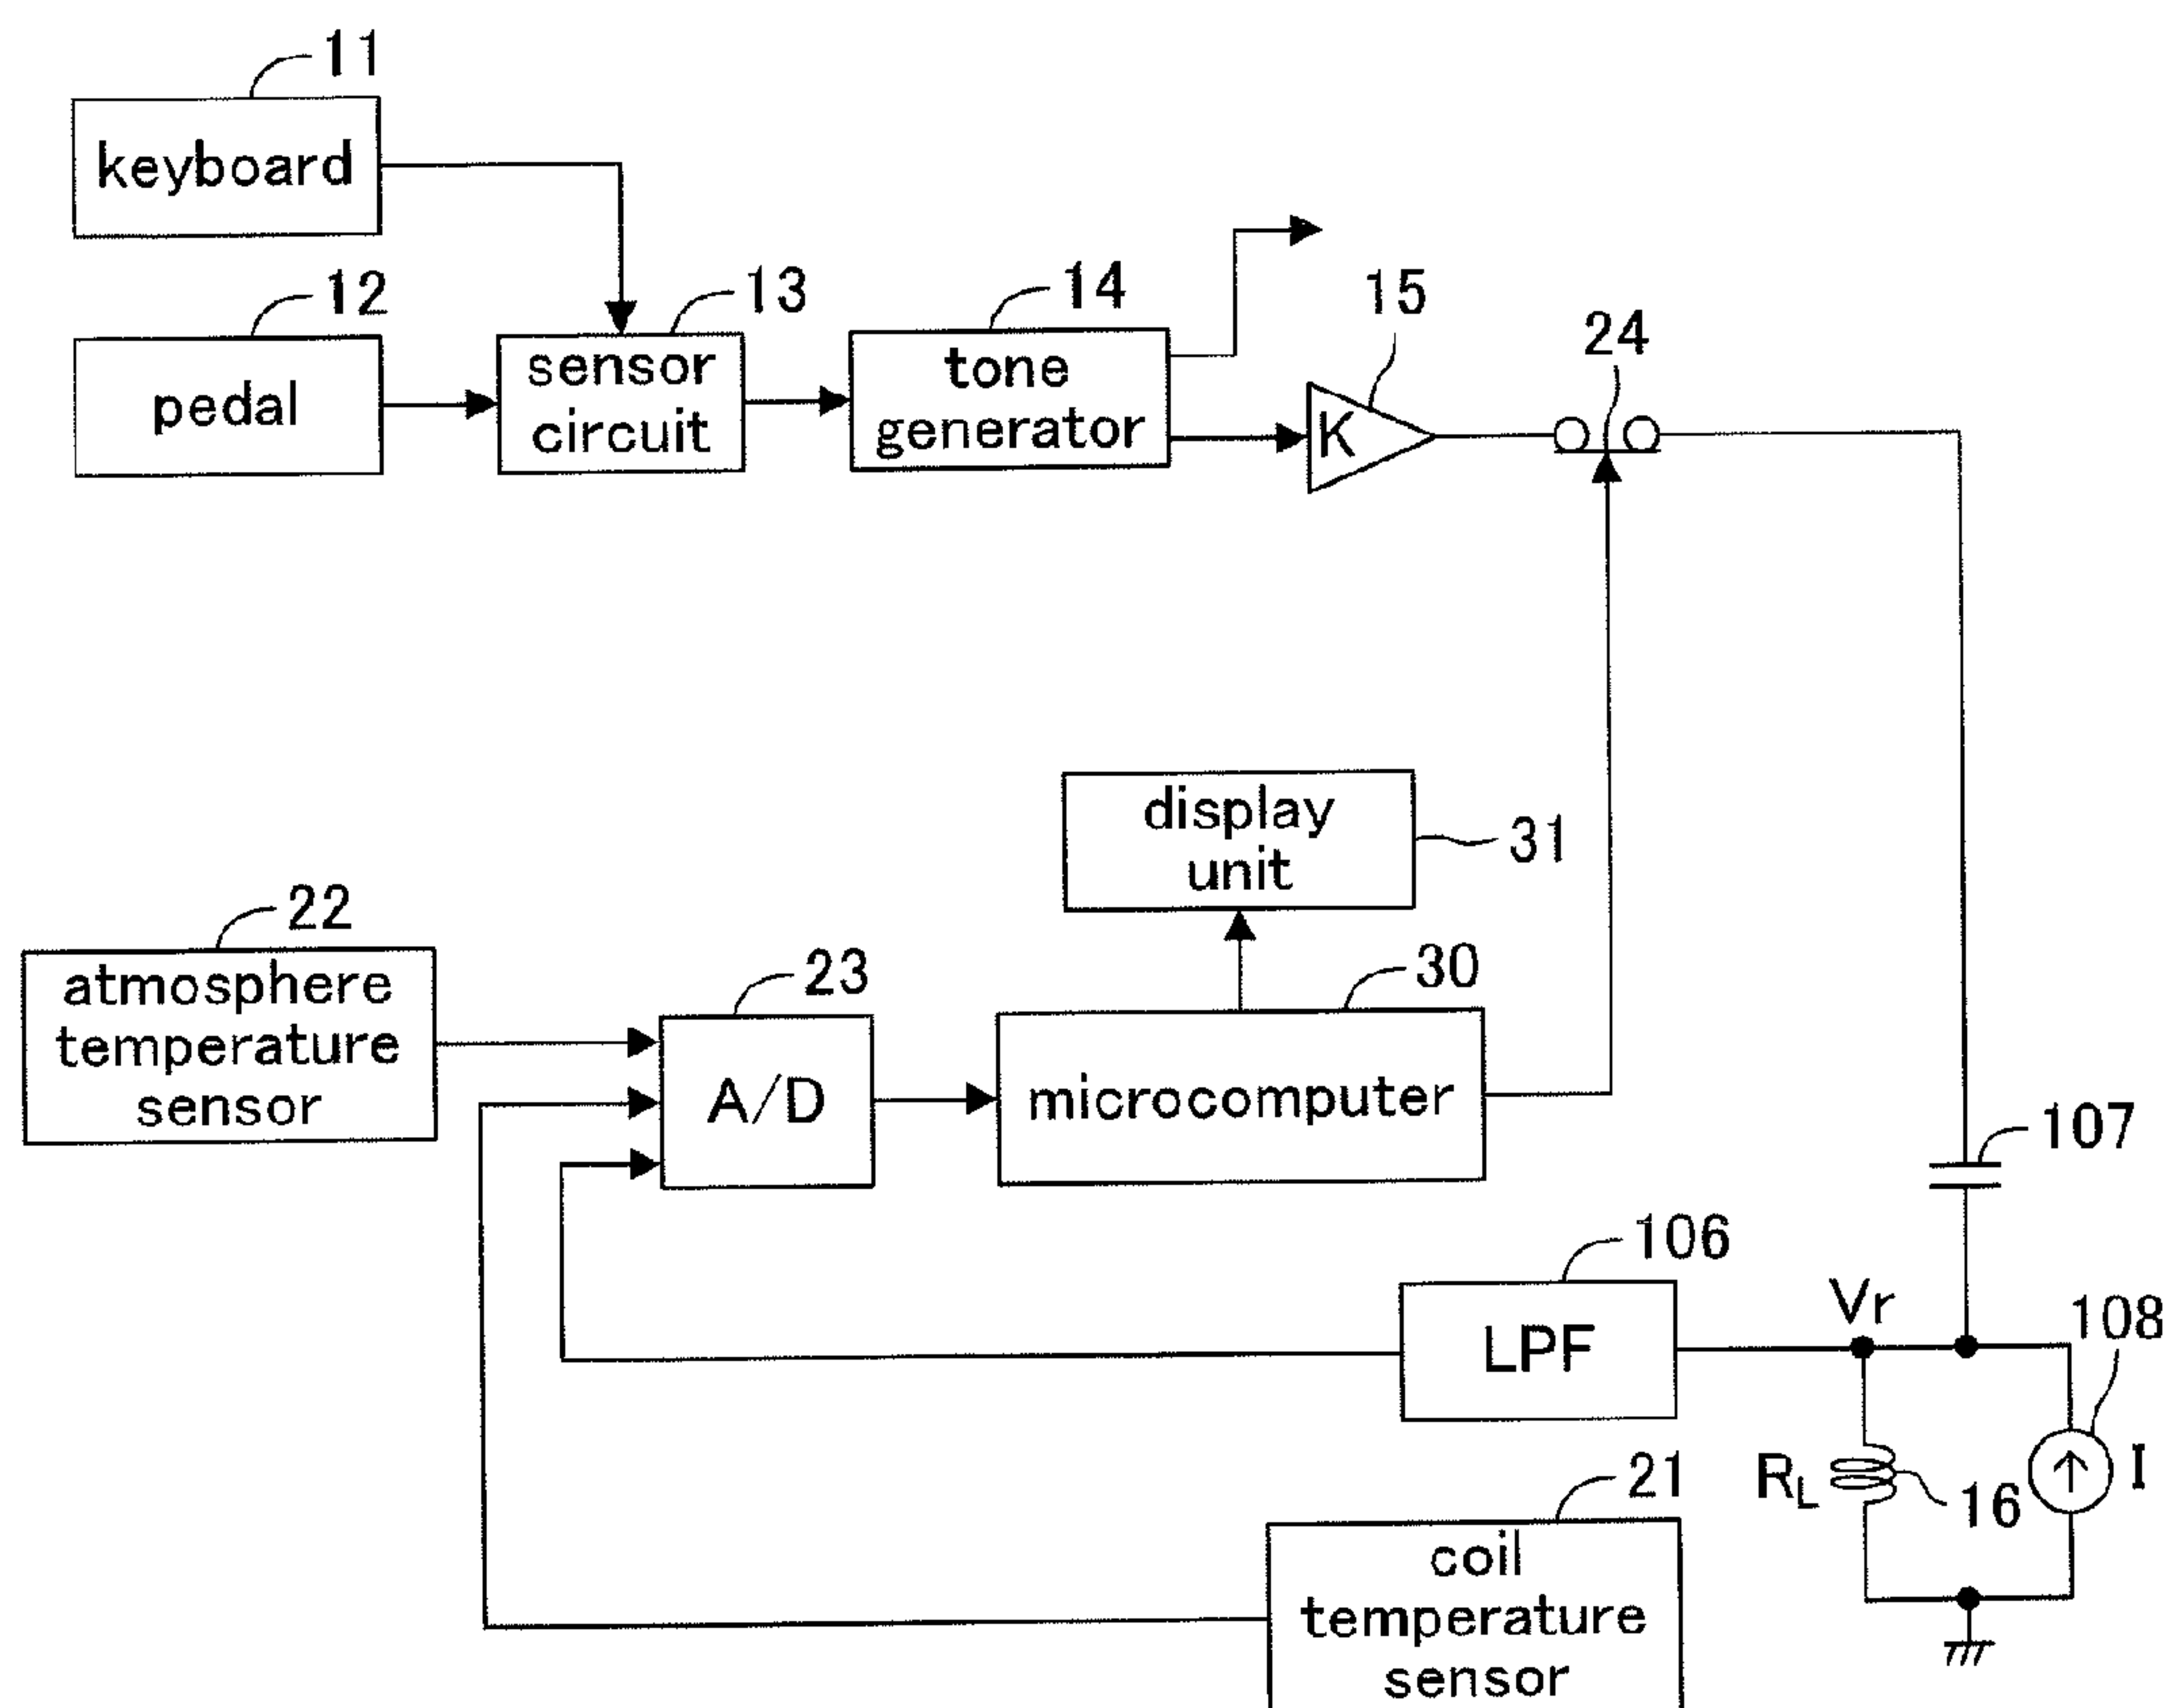 11
keyboard
12
pedal
13
sensor
circuit
14
tone
generator
15
K
24
display
unit
31
22
atmosphere
temperature
sensor
23
A/D
30
microcomputer
107
106
LPF
Vr
108
RL
16
I
21
coil
temperature
sensor